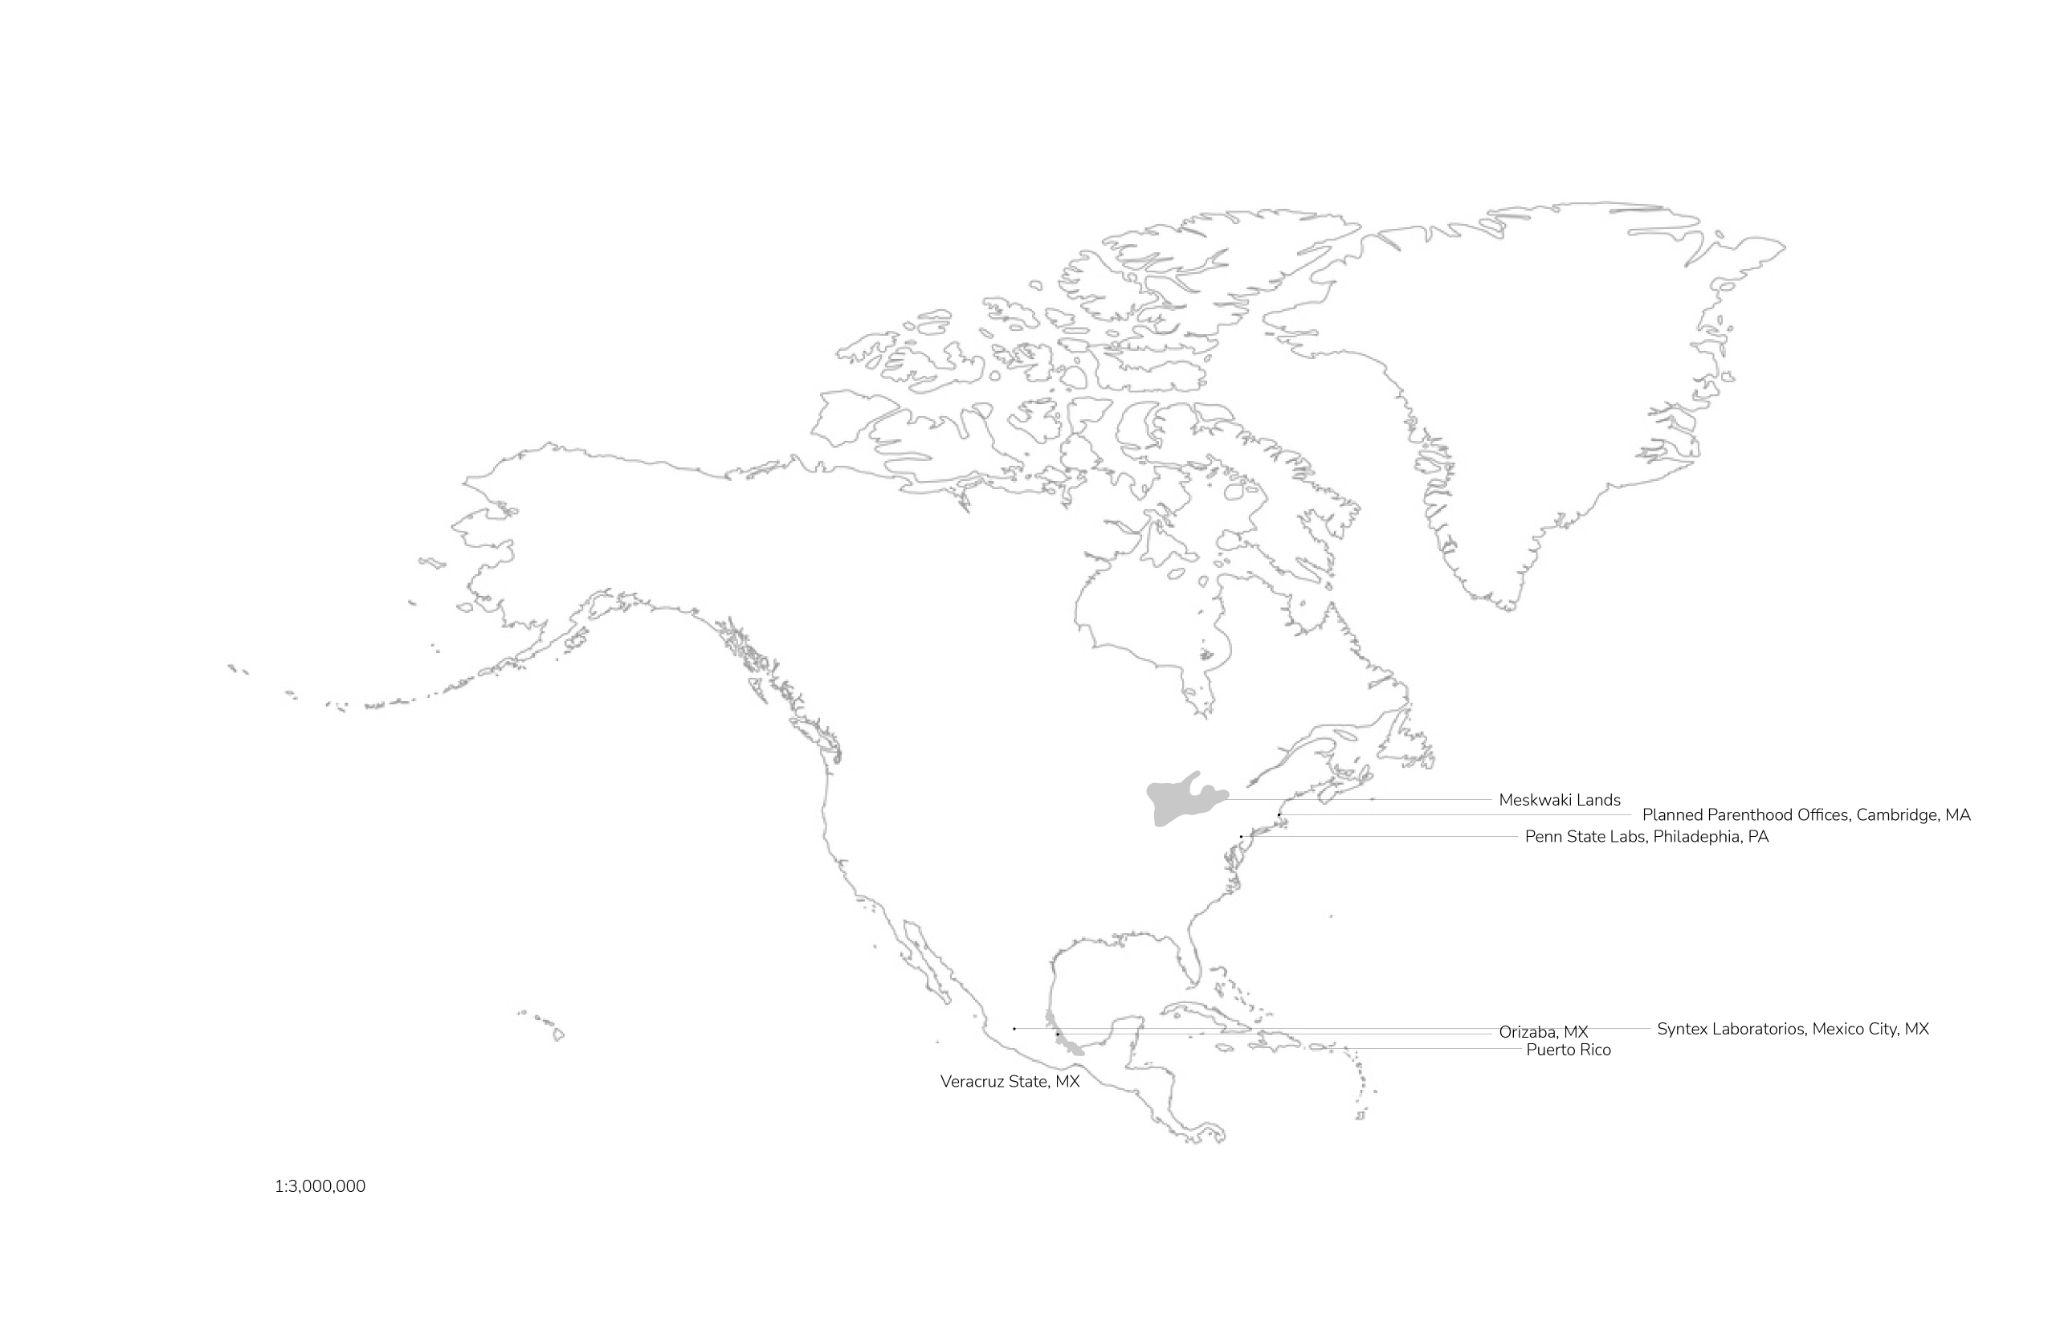 Meskwaki Lands
Planned Parenthood Offices, Cambridge, MA
Penn State Labs, Philadephia, PA
Syntex Laboratorios, Mexico City, MX
Orizaba, MX
Puerto Rico
Veracruz State, MX
1:3,000,000